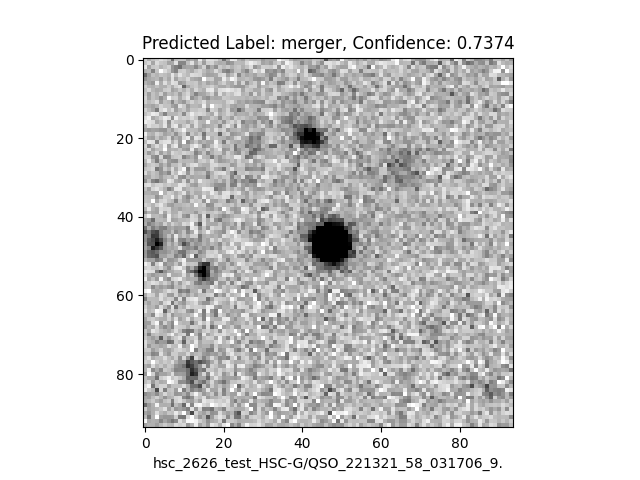 Predicted Label: merger, Confidence: 0.7374
0
20
40
60
80
0 20 40 60 80
hsc_2626_test_HSC-G/QSO_221321_58_031706_9.